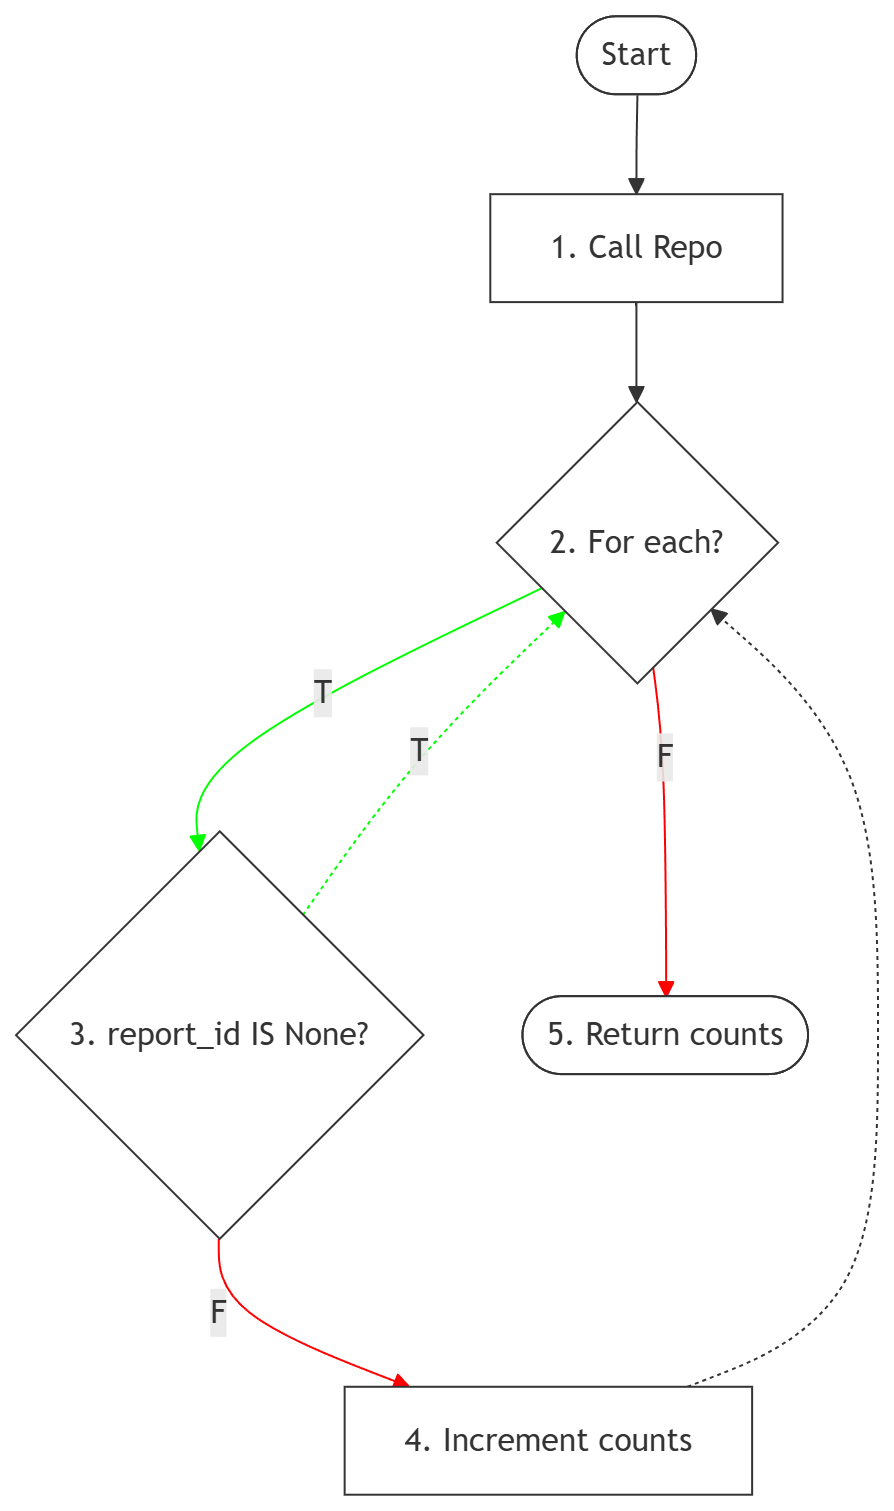 Start
1. Call Repo
2. For each?
T
T
F
3. report_id IS None?
5. Return counts
F
4. Increment counts